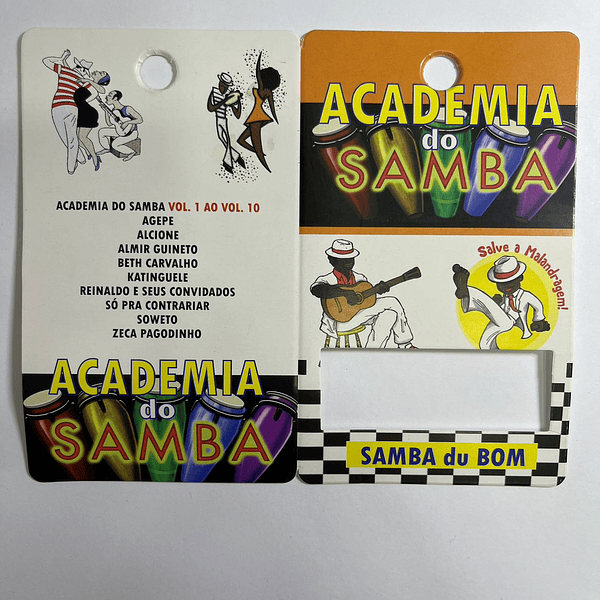 ACADEMIA DO SAMBA VOL. 1 AO VOL. 10
AGEPE
ALCIONE
ALMIR GUINETO
BETH CARVALHO
KATINGUELE
REINALDO E SEUS CONVIDADOS
SÓ PRA CONTRARIAR
SOWETO
ZECA PAGODINHO
ACADEMIA
do
SAMBA
ACADEMIA
do
SAMBA
Salve a Malandragem!
SAMBA du BOM